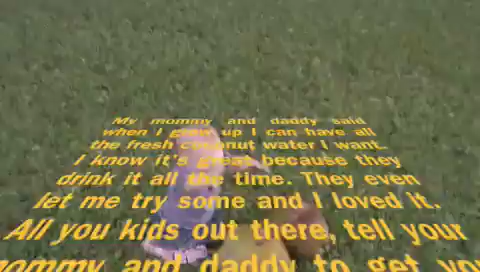 My mommy and daddy said
when I grow up I can have all
the fresh coconut water I want.
I know it's great because they
drink it all the time. They even
let me try some and I loved it.
All you kids out there, tell your
mommy and daddy to get you